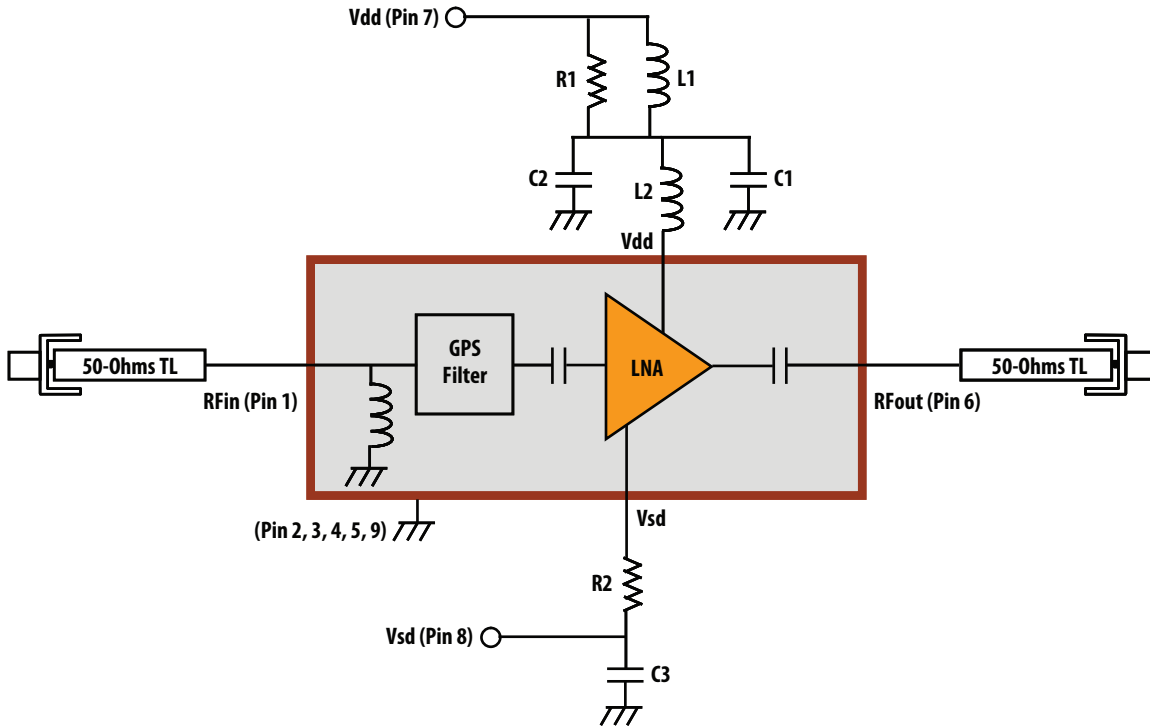 Vdd (Pin 7)
R1
L1
C2
L2
C1
Vdd
50-Ohms TL
GPS
Filter
LNA
50-Ohms TL
RFin (Pin 1)
RFout (Pin 6)
(Pin 2, 3, 4, 5, 9)
Vsd
R2
Vsd (Pin 8)
C3